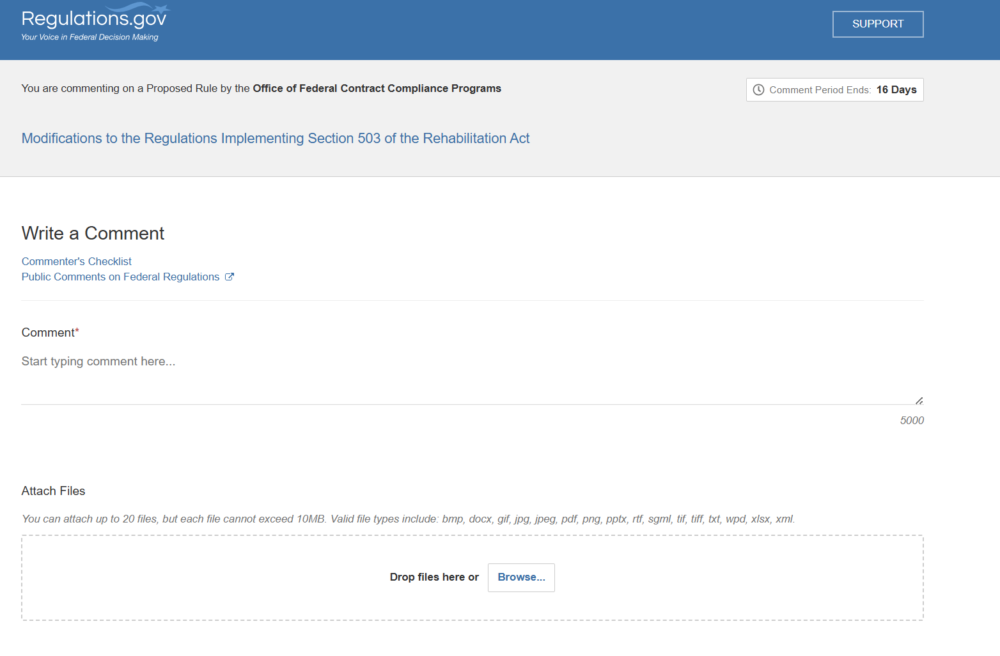 Regulations.gov
Your Voice in Federal Decision Making
SUPPORT
You are commenting on a Proposed Rule by the Office of Federal Contract Compliance Programs
Comment Period Ends: 16 Days
Modifications to the Regulations Implementing Section 503 of the Rehabilitation Act
Write a Comment
Commenter's Checklist
Public Comments on Federal Regulations
Comment*
Start typing comment here...
5000
Attach Files
You can attach up to 20 files, but each file cannot exceed 10MB. Valid file types include: bmp, docx, gif, jpg, jpeg, pdf, png, pptx, rtf, sgml, tif, tiff, txt, wpd, xlsx, xml.
Drop files here or Browse...